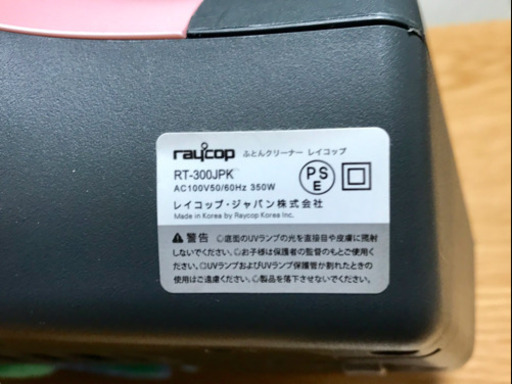 raycop ふとんクリーナー レイコップ
RT-300JPK
AC100V50/60Hz 350W
PSE
レイコップ・ジャパン株式会社
Made in Korea by Raycop Korea Inc.
警告 ◎底面のUVランプの光を直接目や皮膚に照射
しないでください。◎お子様は保護者の監督のもとご使用く
ださい。◎UVランプおよびUVランプ保護管が割れたときの
使用はご遠慮ください。◎製品を落下させないでください。